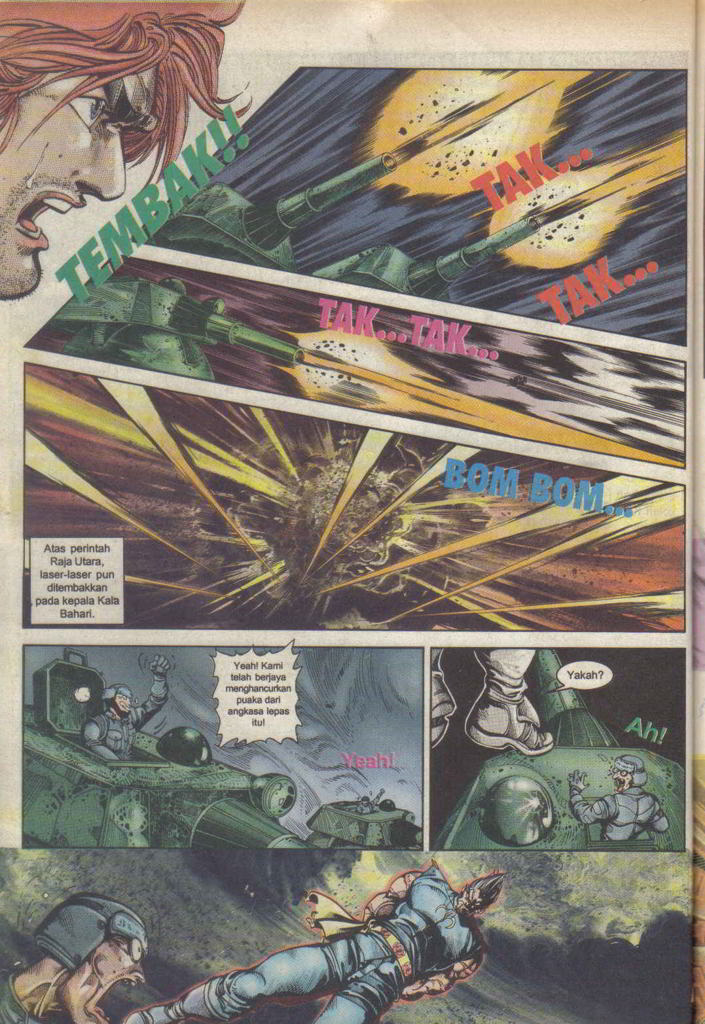 TEMBAK!!
TAK...
TAK...
TAK...TAK...
BOM BOM...
Atas perintah
Raja Utara,
laser-laser pun
ditembakkan
pada kepala Kala
Bahari.
Yeah! Kami
telah berjaya
menghancurkan
puaka dari
angkasa lepas
itu!
Yeah!
Yakah?
Ah!